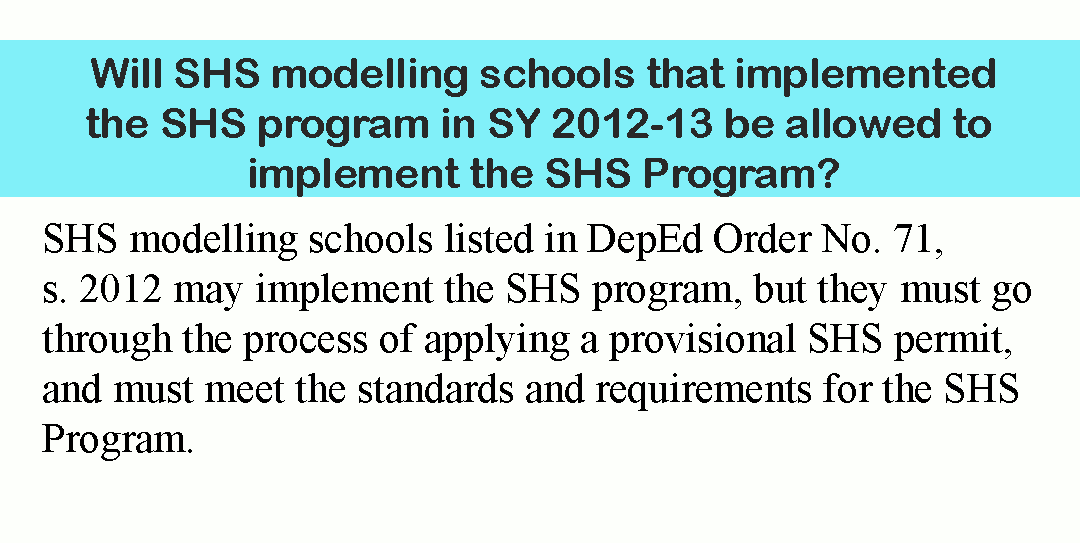 Will SHS modelling schools that implemented
the SHS program in SY 2012-13 be allowed to
implement the SHS Program?
SHS modelling schools listed in DepEd Order No. 71,
s. 2012 may implement the SHS program, but they must go
through the process of applying a provisional SHS permit,
and must meet the standards and requirements for the SHS
Program.